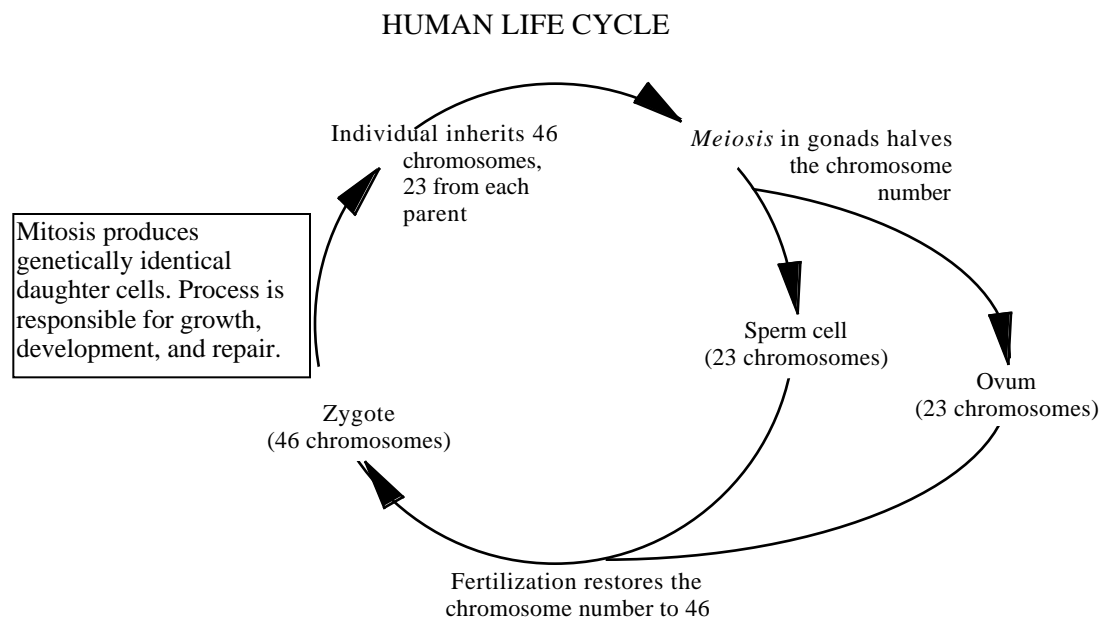 HUMAN LIFE CYCLE
Individual inherits 46
chromosomes,
23 from each
parent
Meiosis in gonads halves
the chromosome
number
Mitosis produces
genetically identical
daughter cells. Process is
responsible for growth,
development, and repair.
Sperm cell
(23 chromosomes)
Ovum
(23 chromosomes)
Zygote
(46 chromosomes)
Fertilization restores the
chromosome number to 46